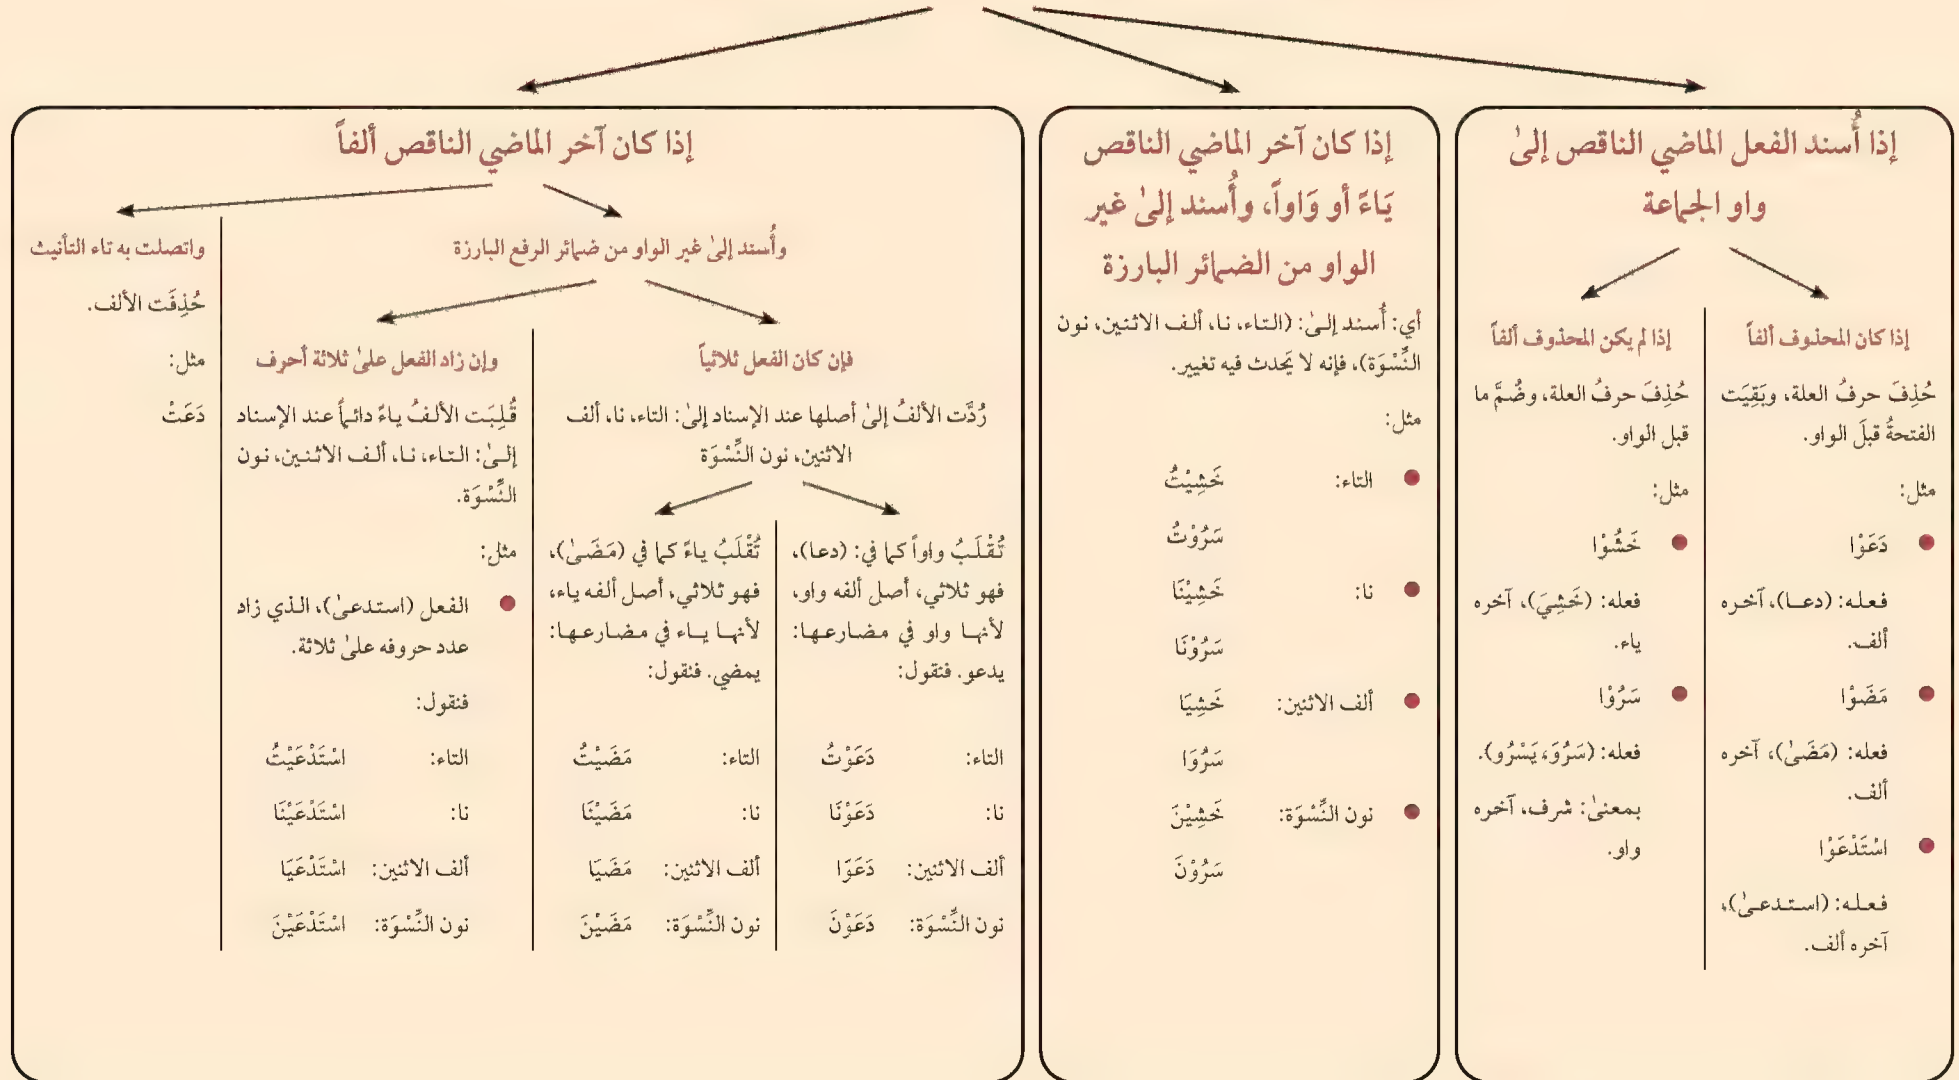 إذا أُسند الفعل الماضي الناقص إلىٰ
واو الجماعة
إذا كان المحذوف ألفاً
حُذِفَ حرفُ العلة، وبَقِيَت
الفتحةُ قبلَ الواو.
مثل:
دَعَوْا
فعله: (دعا)، آخره
ألف.
مَضَوْا
فعله: (مَضَىٰ)، آخره
ألف.
اسْتَدْعَوْا
فعله: (استدعىٰ)،
آخره ألف.
إذا لم يكن المحذوف ألفاً
حُذِفَ حرفُ العلة، وضُمَّ ما
قبل الواو.
مثل:
خَشُوْا
فعله: (خَشِيَ)، آخره
ياء.
سَرُوْا
فعله: (سَرُوَ، يَسْرُو).
بمعنىٰ: شرف، آخره
واو.
إذا كان آخر الماضي الناقص
يَاءً أو وَاواً، وأُسند إلىٰ غير
الواو من الضمائر البارزة
أي: أُسند إلىٰ: (التاء، نا، ألف الاثنين، نون
النِّسْوَة)، فإنه لا يَحدث فيه تغيير.
مثل:
التاء: خَشِيْتُ
سَرُوْتُ
نا: خَشِيْنَا
سَرُوْنَا
ألف الاثنين: خَشِيَا
سَرُوَا
نون النِّسْوَة: خَشِيْنَ
سَرُوْنَ
إذا كان آخر الماضي الناقص ألفاً
وأُسند إلىٰ غير الواو من ضمائر الرفع البارزة
فإن كان الفعل ثلاثياً
رُدَّت الألفُ إلىٰ أصلها عند الإسناد إلىٰ: التاء، نا، ألف
الاثنين، نون النِّسْوَة
تُقْلَبُ واواً كما في: (دعا)،
فهو ثلاثي، أصل ألفه واو،
لأنها واو في مضارعها:
يدعو. فنقول:
التاء: دَعَوْتُ
نا: دَعَوْنَا
ألف الاثنين: دَعَوَا
نون النِّسْوَة: دَعَوْنَ
تُقْلَبُ ياءً كما في (مَضَىٰ)،
فهو ثلاثي، أصل ألفه ياء،
لأنها ياء في مضارعها:
يمضي. فنقول:
التاء: مَضَيْتُ
نا: مَضَيْنَا
ألف الاثنين: مَضَيَا
نون النِّسْوَة: مَضَيْنَ
وإن زاد الفعل علىٰ ثلاثة أحرف
قُلِبَت الألفُ ياءً دائماً عند الإسناد
إلىٰ: التاء، نا، ألف الاثنين، نون
النِّسْوَة.
مثل:
الفعل (استدعىٰ)، الذي زاد
عدد حروفه علىٰ ثلاثة.
فنقول:
التاء: اسْتَدْعَيْتُ
نا: اسْتَدْعَيْنَا
ألف الاثنين: اسْتَدْعَيَا
نون النِّسْوَة: اسْتَدْعَيْنَ
واتصلت به تاء التأنيث
حُذِفَت الألف.
مثل:
دَعَتْ